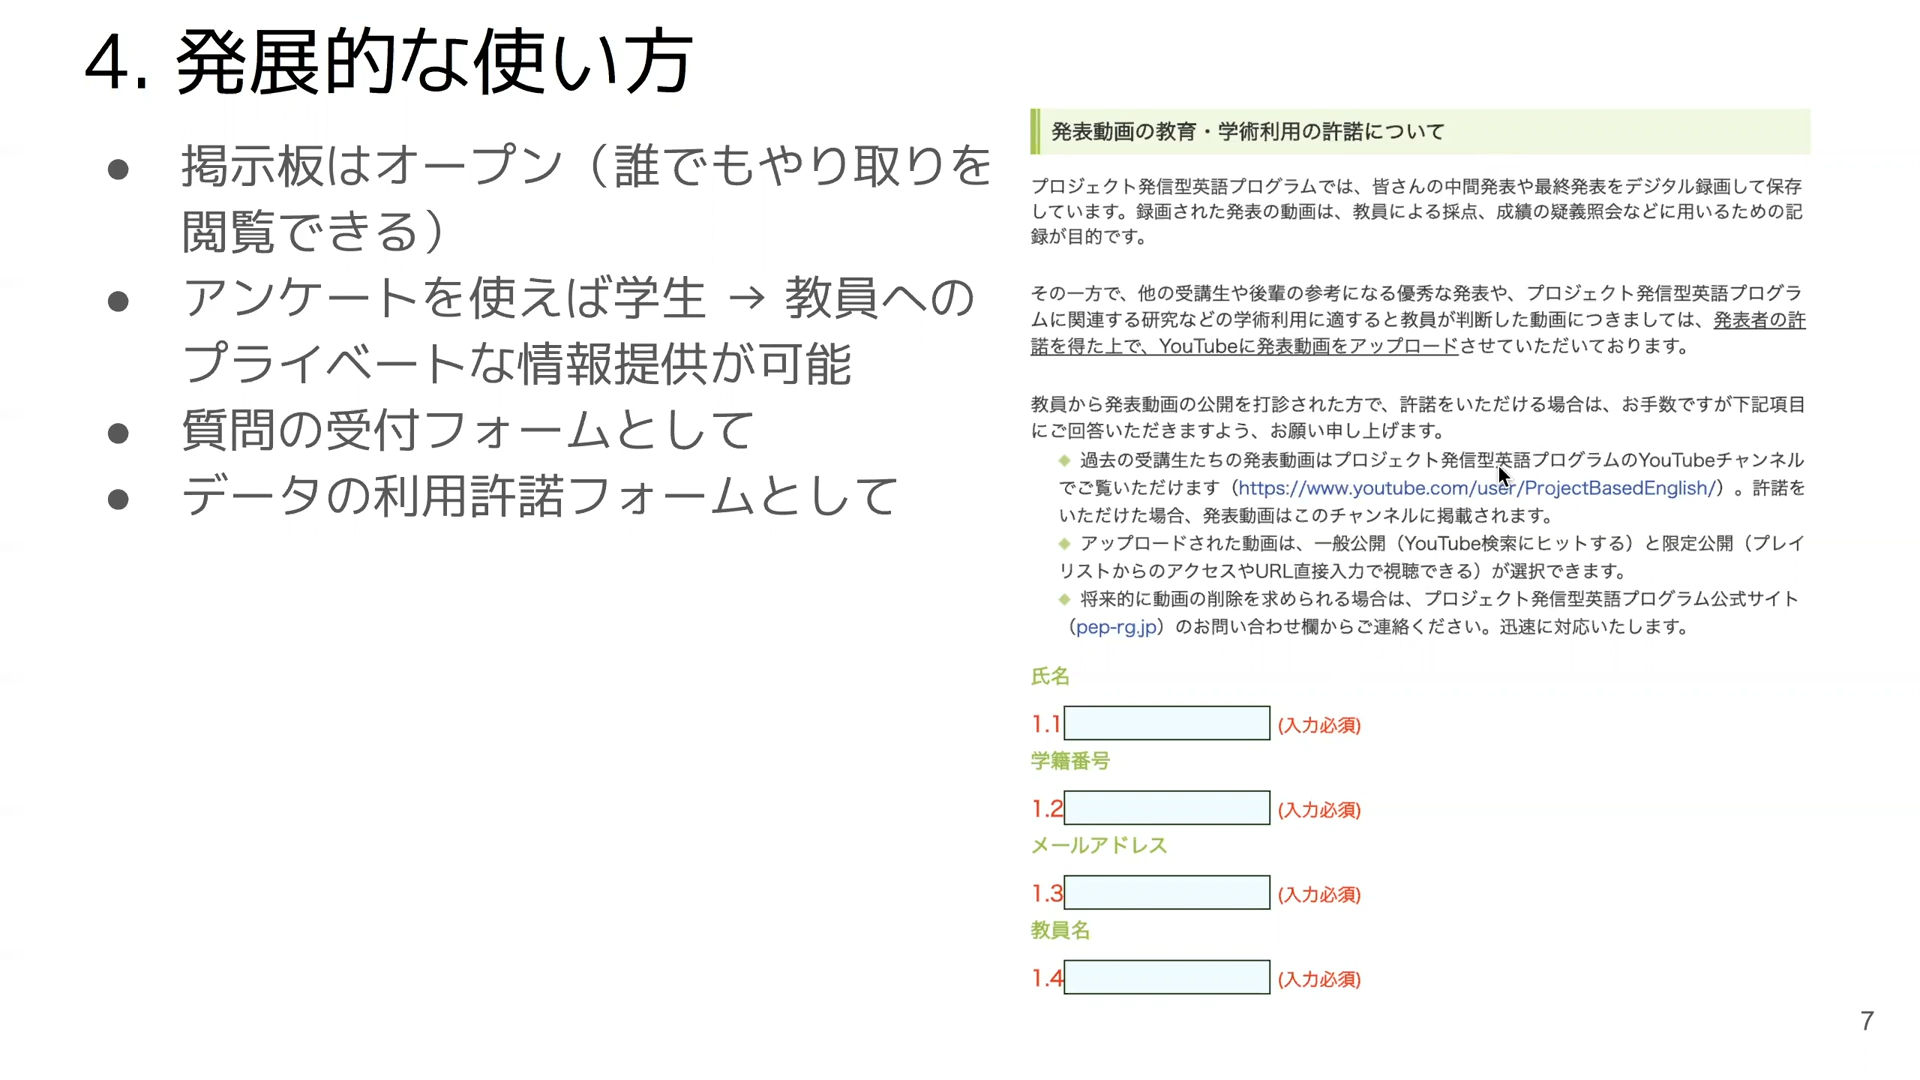 4. 発展的な使い方
● 掲示板はオープン（誰でもやり取りを
閲覧できる）
● アンケートを使えば学生 → 教員への
プライベートな情報提供が可能
● 質問の受付フォームとして
● データの利用許諾フォームとして
発表動画の教育・学術利用の許諾について
プロジェクト発信型英語プログラムでは、皆さんの中間発表や最終発表をデジタル録画して保存
しています。録画された発表の動画は、教員による採点、成績の疑義照会などに用いるための記
録が目的です。
その一方で、他の受講生や後輩の参考になる優秀な発表や、プロジェクト発信型英語プログラ
ムに関連する研究などの学術利用に適すると教員が判断した動画につきましては、発表者の許
諾を得た上で、YouTubeに発表動画をアップロードさせていただいております。
教員から発表動画の公開を打診された方で、許諾をいただける場合は、お手数ですが下記項目
にご回答いただきますよう、お願い申し上げます。
◆ 過去の受講生たちの発表動画はプロジェクト発信型英語プログラムのYouTubeチャンネル
でご覧いただけます（https://www.youtube.com/user/ProjectBasedEnglish/）。許諾を
いただけた場合、発表動画はこのチャンネルに掲載されます。
◆ アップロードされた動画は、一般公開（YouTube検索にヒットする）と限定公開（プレイ
リストからのアクセスやURL直接入力で視聴できる）が選択できます。
◆ 将来的に動画の削除を求められる場合は、プロジェクト発信型英語プログラム公式サイト
（pep-rg.jp）のお問い合わせ欄からご連絡ください。迅速に対応いたします。
氏名
1.1 (入力必須)
学籍番号
1.2 (入力必須)
メールアドレス
1.3 (入力必須)
教員名
1.4 (入力必須)
7